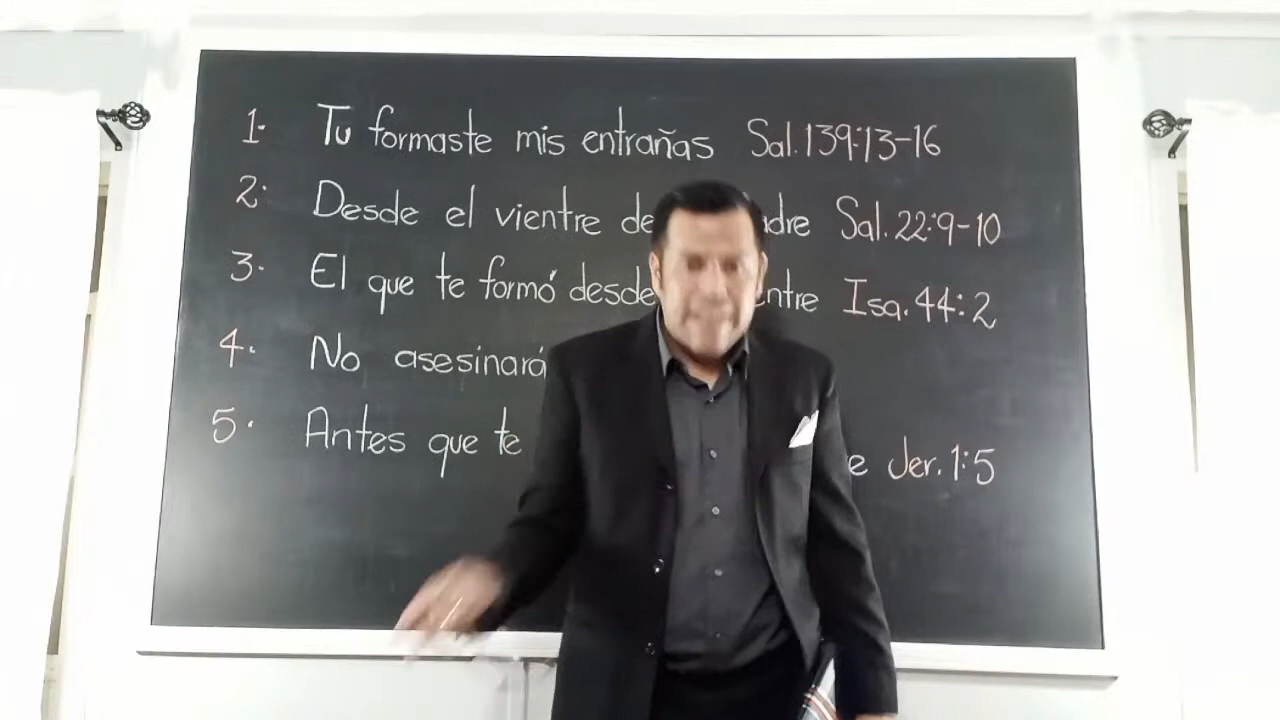 1. Tu formaste mis entrañas Sal. 139:13-16
2. Desde el vientre de adre Sal. 22:9-10
3. El que te formó desde entre Isa. 44:2
4. No asesinará
5. Antes que te e Jer. 1:5